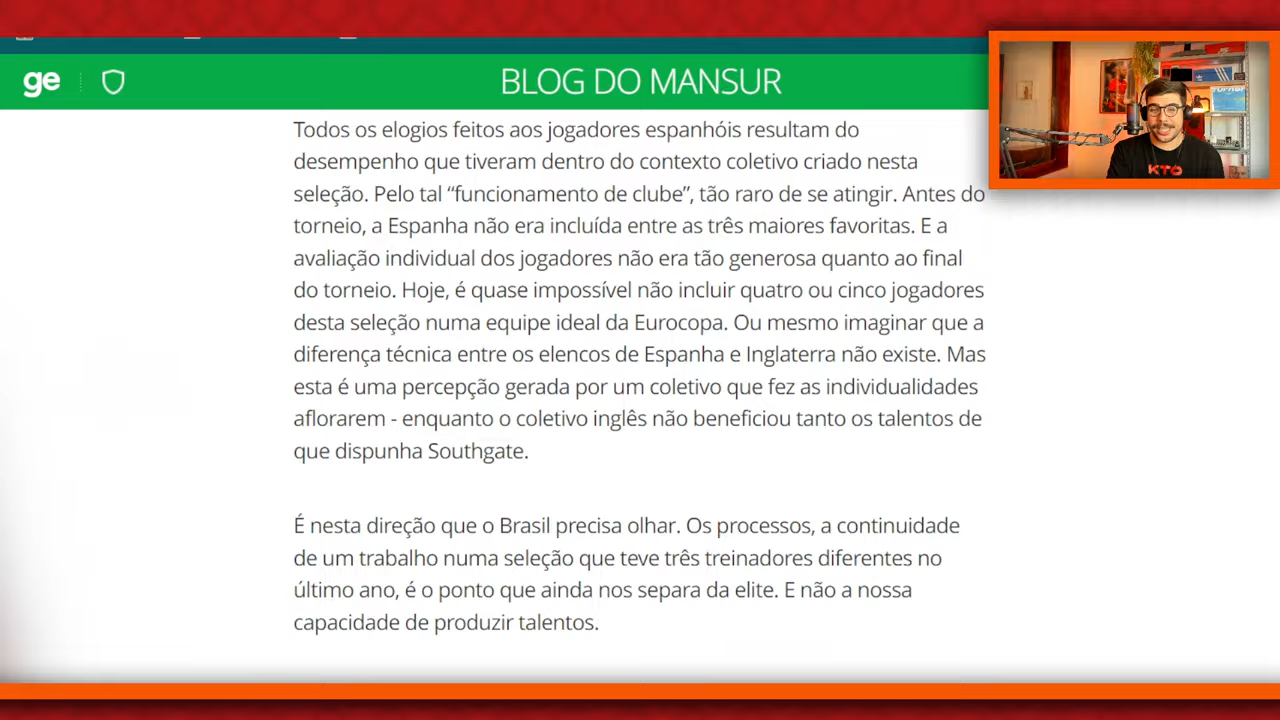 ge
BLOG DO MANSUR
Todos os elogios feitos aos jogadores espanhóis resultam do
desempenho que tiveram dentro do contexto coletivo criado nesta
seleção. Pelo tal “funcionamento de clube”, tão raro de se atingir. Antes do
torneio, a Espanha não era incluída entre as três maiores favoritas. E a
avaliação individual dos jogadores não era tão generosa quanto ao final
do torneio. Hoje, é quase impossível não incluir quatro ou cinco jogadores
desta seleção numa equipe ideal da Eurocopa. Ou mesmo imaginar que a
diferença técnica entre os elencos de Espanha e Inglaterra não existe. Mas
esta é uma percepção gerada por um coletivo que fez as individualidades
aflorarem - enquanto o coletivo inglês não beneficiou tanto os talentos de
que dispunha Southgate.
É nesta direção que o Brasil precisa olhar. Os processos, a continuidade
de um trabalho numa seleção que teve três treinadores diferentes no
último ano, é o ponto que ainda nos separa da elite. E não a nossa
capacidade de produzir talentos.
KTO